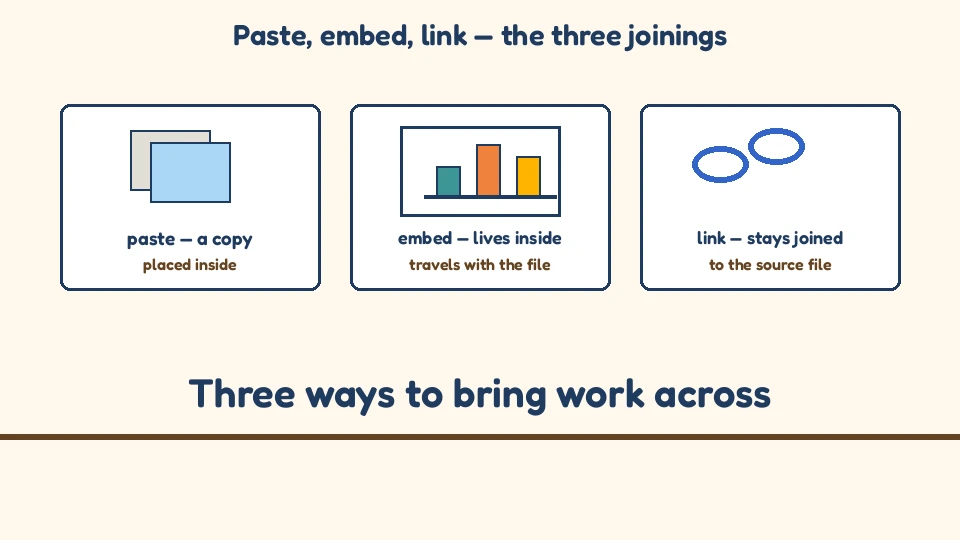 Paste, embed, link — the three joinings
paste — a copy
placed inside
embed — lives inside
travels with the file
link — stays joined
to the source file
Three ways to bring work across